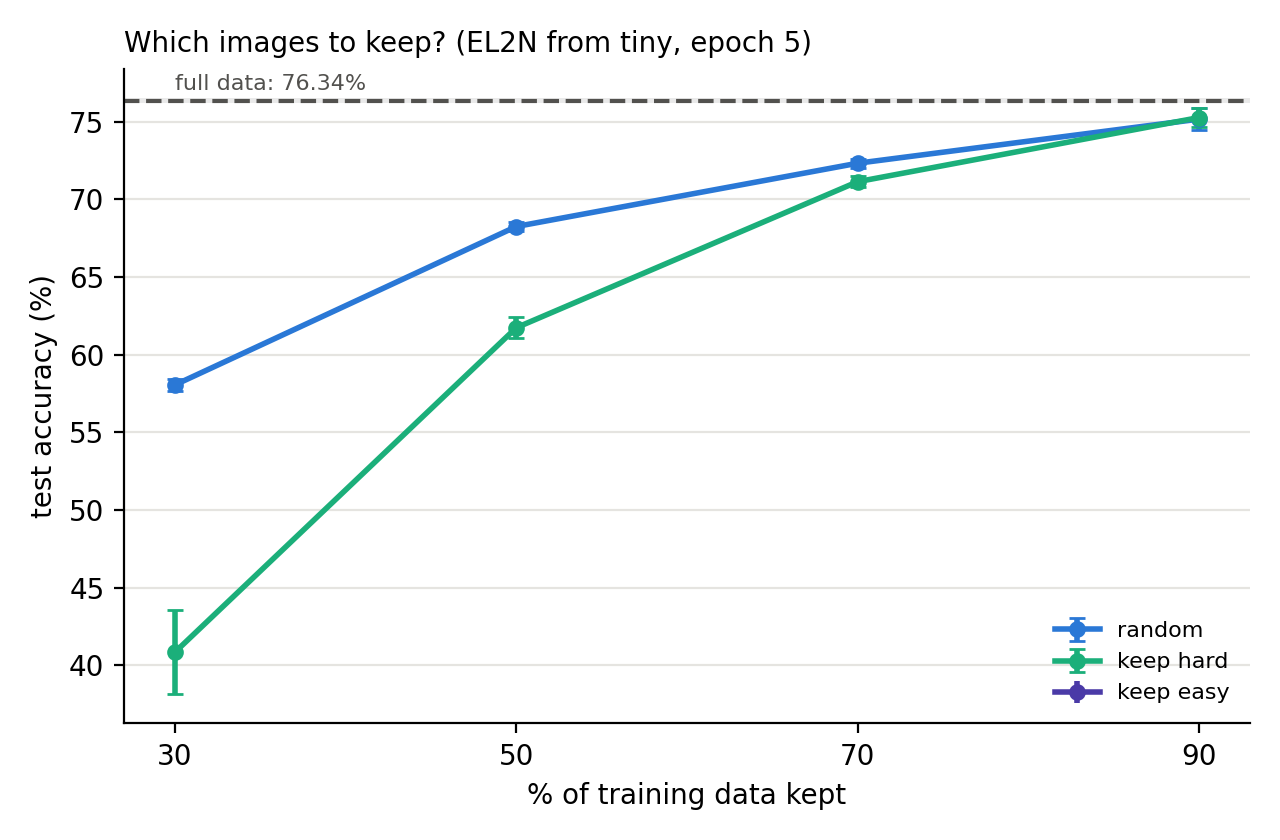 Which images to keep? (EL2N from tiny, epoch 5)
full data: 76.34%
75
70
65
60
55
50
45
40
test accuracy (%)
random
keep hard
keep easy
30 50 70 90
% of training data kept